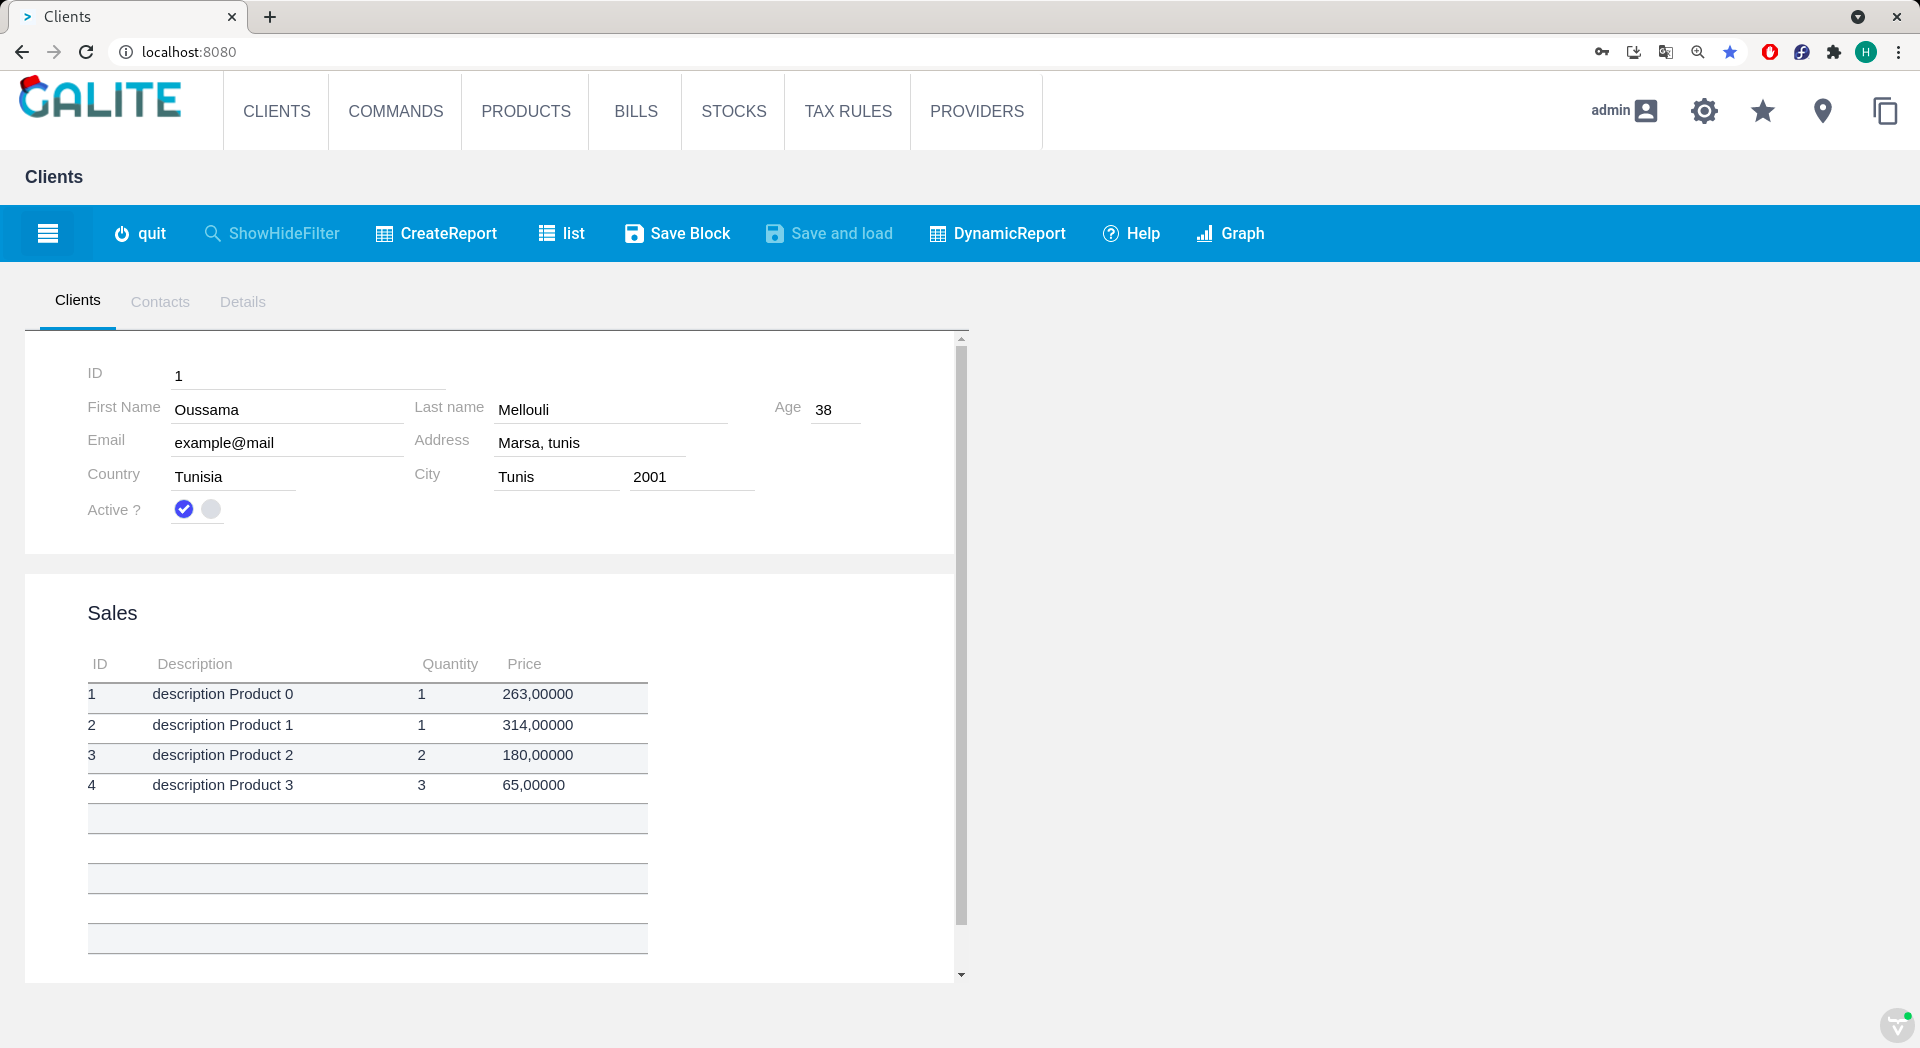 Clients
localhost:8080
H
GALITE
CLIENTS COMMANDS PRODUCTS BILLS STOCKS TAX RULES PROVIDERS
admin
Clients
quit ShowHideFilter CreateReport list Save Block Save and load DynamicReport Help Graph
Clients Contacts Details
ID 1
First Name Oussama Last name Mellouli Age 38
Email example@mail Address Marsa, tunis
Country Tunisia City Tunis 2001
Active ?
Sales
ID Description Quantity Price
1 description Product 0 1 263,00000
2 description Product 1 1 314,00000
3 description Product 2 2 180,00000
4 description Product 3 3 65,00000